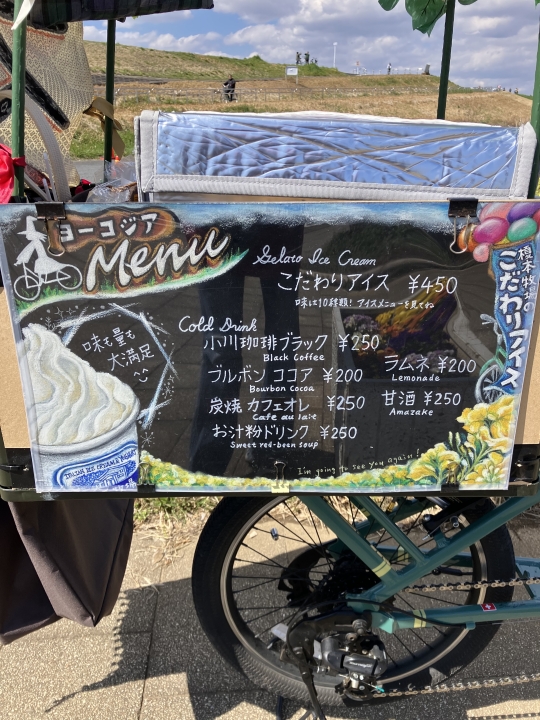 ヨーコジア
Menu
Gelato Ice Cream
こだわりアイス ¥450
味は10種類! アイスメニューを見てね
橋本牧場の
こだわりアイス
味も量も
大満足
Cold Drink
小川珈琲ブラック ¥250
Black Coffee
ブルボン ココア ¥200
Bourbon Cocoa
炭焼 カフェオレ ¥250
Cafe au lait
お汁粉ドリンク ¥250
Sweet red-bean soup
ラムネ ¥200
Lemonade
甘酒 ¥250
Amazake
I'm going to see you again!